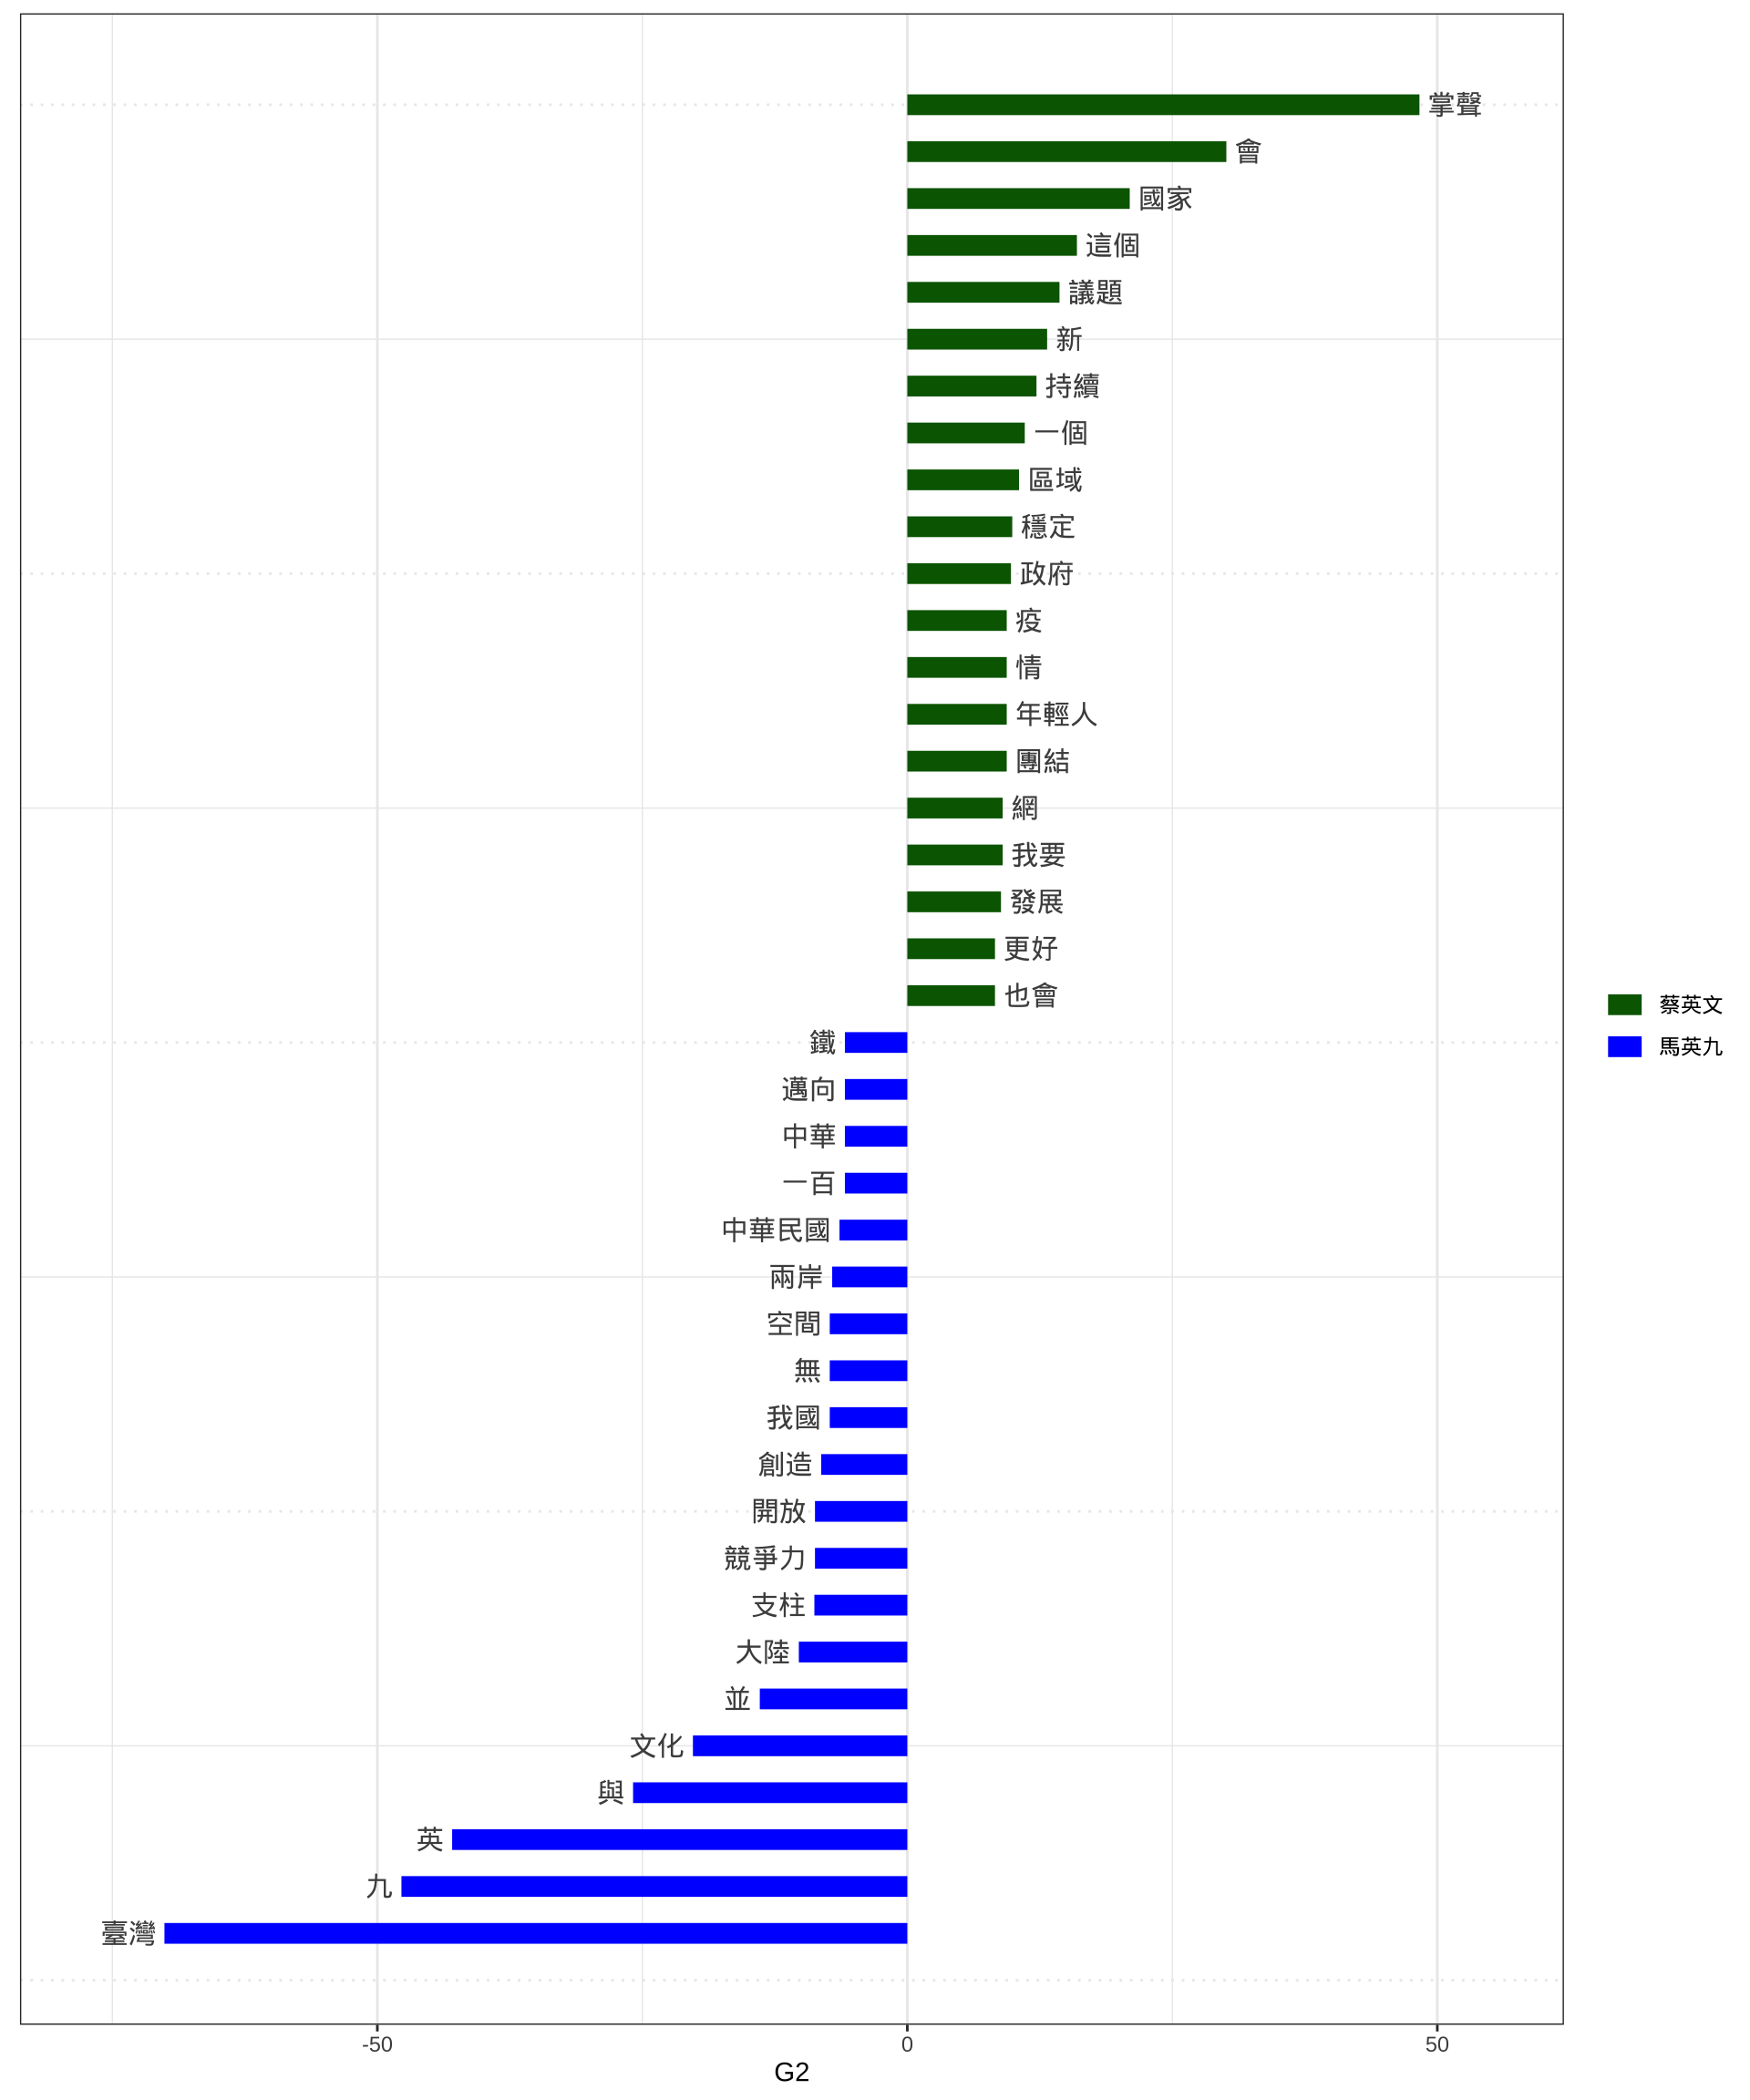 掌聲
會
國家
這個
議題
新
持續
一個
區域
穩定
政府
疫
情
年輕人
團結
網
我要
發展
更好
也會
鐵
邁向
中華
一百
中華民國
兩岸
空間
無
我國
創造
開放
競爭力
支柱
大陸
並
文化
與
英
九
臺灣
-50 0 50
G2
蔡英文
馬英九